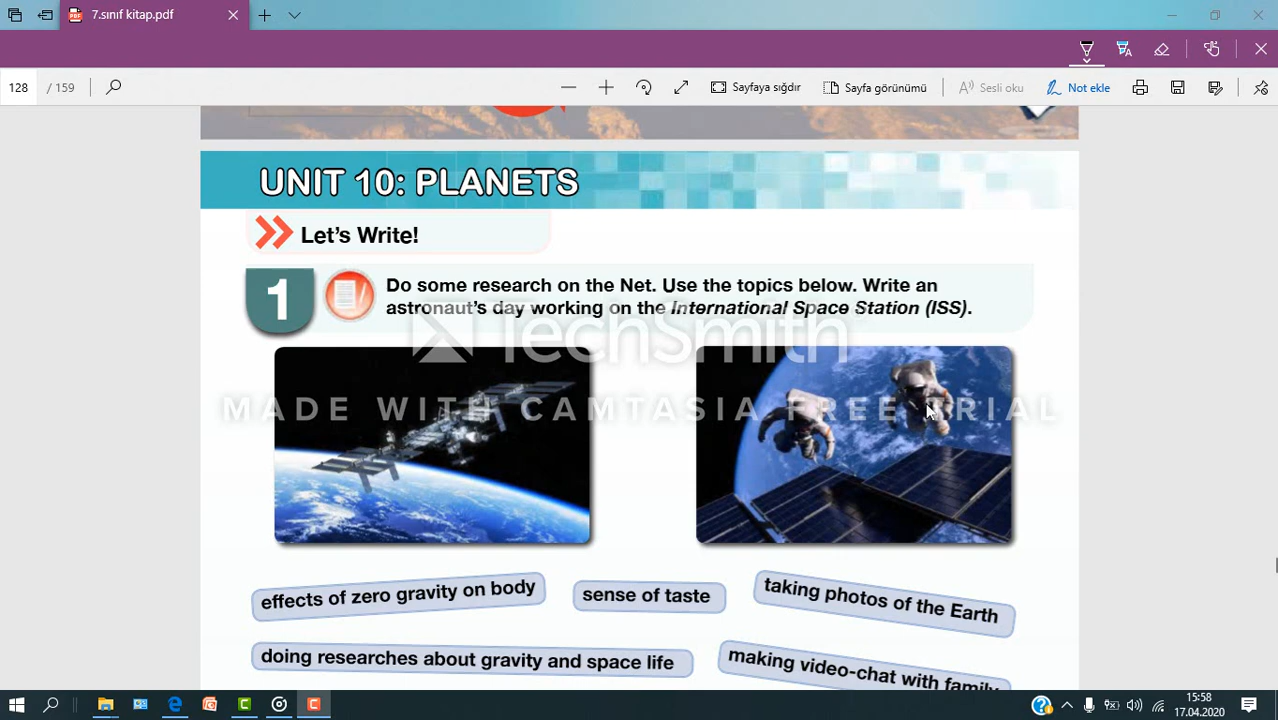 7.sınıf kitap.pdf
128 / 159
Sayfaya sığdır
Sayfa görünümü
Sesli oku
Not ekle
UNIT 10: PLANETS
Let's Write!
1
Do some research on the Net. Use the topics below. Write an
astronaut's day working on the International Space Station (ISS).
TechSmith
MADE WITH CAMTASIA FREE TRIAL
effects of zero gravity on body
sense of taste
taking photos of the Earth
doing researches about gravity and space life
making video-chat with family
15:58
17.04.2020